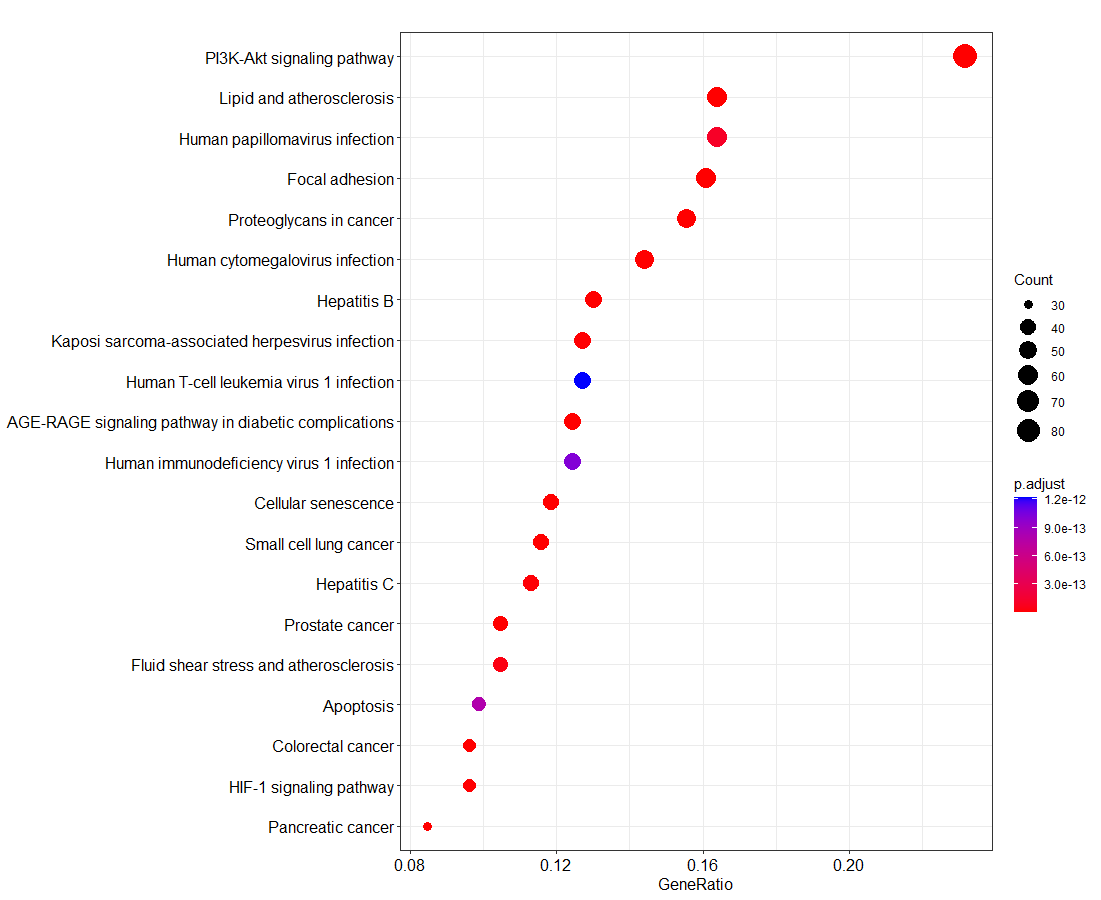 PI3K-Akt signaling pathway
Lipid and atherosclerosis
Human papillomavirus infection
Focal adhesion
Proteoglycans in cancer
Human cytomegalovirus infection
Hepatitis B
Kaposi sarcoma-associated herpesvirus infection
Human T-cell leukemia virus 1 infection
AGE-RAGE signaling pathway in diabetic complications
Human immunodeficiency virus 1 infection
Cellular senescence
Small cell lung cancer
Hepatitis C
Prostate cancer
Fluid shear stress and atherosclerosis
Apoptosis
Colorectal cancer
HIF-1 signaling pathway
Pancreatic cancer
0.08 0.12 0.16 0.20
GeneRatio
Count
30
40
50
60
70
80
p.adjust
1.2e-12
9.0e-13
6.0e-13
3.0e-13